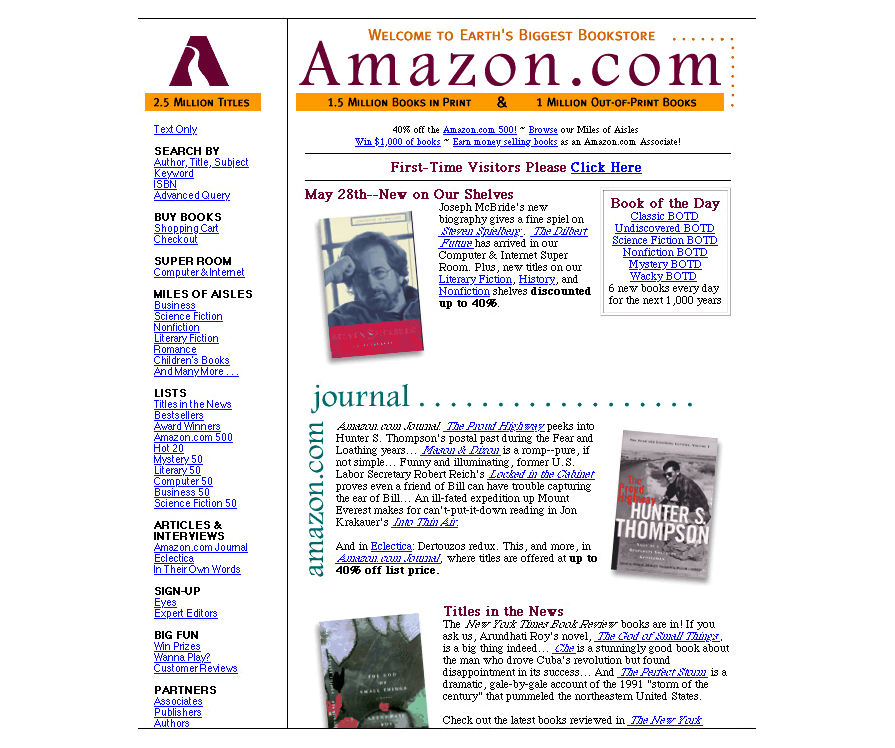 2.5 MILLION TITLES
Text Only
SEARCH BY
Author, Title, Subject
Keyword
ISBN
Advanced Query
BUY BOOKS
Shopping Cart
Checkout
SUPER ROOM
Computer & Internet
MILES OF AISLES
Business
Science Fiction
Nonfiction
Literary Fiction
Romance
Children's Books
And Many More . . .
LISTS
Titles in the News
Bestsellers
Award Winners
Amazon.com 500
Hot 20
Mystery 50
Literary 50
Computer 50
Business 50
Science Fiction 50
ARTICLES &
INTERVIEWS
Amazon.com Journal
Eclectica
In Their Own Words
SIGN-UP
Eyes
Expert Editors
BIG FUN
Win Prizes
Wanna Play?
Customer Reviews
PARTNERS
Associates
Publishers
Authors
WELCOME TO EARTH'S BIGGEST BOOKSTORE
Amazon.com
1.5 MILLION BOOKS IN PRINT & 1 MILLION OUT-OF-PRINT BOOKS
40% off the Amazon.com 500! ~ Browse our Miles of Aisles
Win $1,000 of books ~ Earn money selling books as an Amazon.com Associate!
First-Time Visitors Please Click Here
May 28th--New on Our Shelves
Joseph McBride's new
biography gives a fine spiel on
Steven Spielberg. The Dilbert
Future has arrived in our
Computer & Internet Super
Room. Plus, new titles on our
Literary Fiction, History, and
Nonfiction shelves discounted
up to 40%.
STEVEN SPIELBERG
Book of the Day
Classic BOTD
Undiscovered BOTD
Science Fiction BOTD
Nonfiction BOTD
Mystery BOTD
Wacky BOTD
6 new books every day
for the next 1,000 years
journal . . . . . . . . . . . . . . . . .
amazon.com
Amazon.com Journal. The Proud Highway peeks into
Hunter S. Thompson's postal past during the Fear and
Loathing years... Mason & Dixon is a romp--pure, if
not simple... Funny and illuminating, former U.S.
Labor Secretary Robert Reich's Locked in the Cabinet
proves even a friend of Bill can have trouble capturing
the ear of Bill... An ill-fated expedition up Mount
Everest makes for can't-put-it-down reading in Jon
Krakauer's Into Thin Air.
And in Eclectica: Dertouzos redux. This, and more, in
Amazon.com Journal, where titles are offered at up to
40% off list price.
The Proud
Highway
HUNTER S.
THOMPSON
Titles in the News
The New York Times Book Review books are in! If you
ask us, Arundhati Roy's novel, The God of Small Things,
is a big thing indeed... Che is a stunningly good book about
the man who drove Cuba's revolution but found
disappointment in its success... And The Perfect Storm is a
dramatic, gale-by-gale account of the 1991 "storm of the
century" that pummeled the northeastern United States.
Check out the latest books reviewed in The New York
THE GOD
OF
SMALL THINGS
ARUNDHATI
ROY